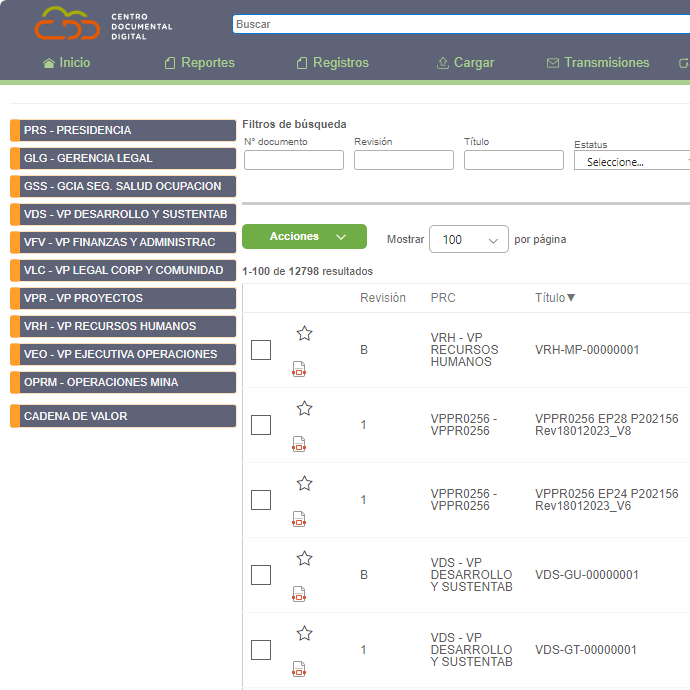 CENTRO
DOCUMENTAL
DIGITAL
Buscar
Inicio
Reportes
Registros
Cargar
Transmisiones
PRS - PRESIDENCIA
GLG - GERENCIA LEGAL
GSS - GCIA SEG. SALUD OCUPACION
VDS - VP DESARROLLO Y SUSTENTAB
VFV - VP FINANZAS Y ADMINISTRAC
VLC - VP LEGAL CORP Y COMUNIDAD
VPR - VP PROYECTOS
VRH - VP RECURSOS HUMANOS
VEO - VP EJECUTIVA OPERACIONES
OPRM - OPERACIONES MINA
CADENA DE VALOR
Filtros de búsqueda
N° documento
Revisión
Título
Estatus
Seleccione...
Acciones
Mostrar 100 por página
1-100 de 12798 resultados
Revisión PRC Título▼
B
VRH - VP
RECURSOS
HUMANOS
VRH-MP-00000001
1
VPPR0256 -
VPPR0256
VPPR0256 EP28 P202156
Rev18012023_V8
1
VPPR0256 -
VPPR0256
VPPR0256 EP24 P202156
Rev18012023_V6
B
VDS - VP
DESARROLLO
Y SUSTENTAB
VDS-GU-00000001
1
VDS - VP
DESARROLLO
Y SUSTENTAB
VDS-GT-00000001